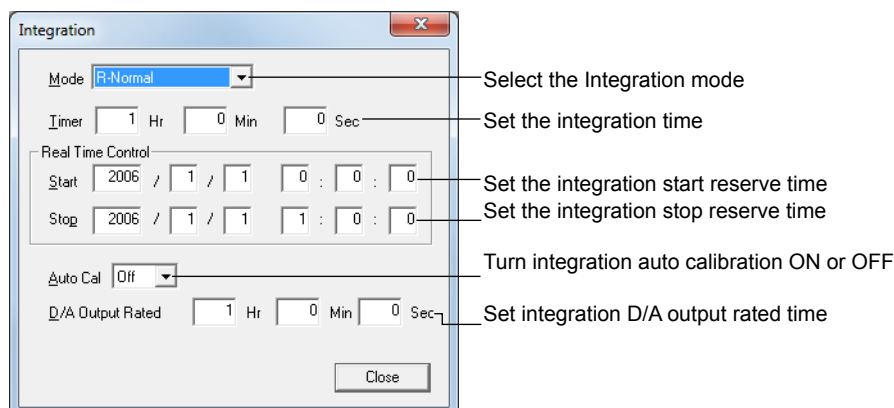 Integration
Mode R-Normal Select the Integration mode
Timer 1 Hr 0 Min 0 Sec Set the integration time
Real Time Control
Start 2006 / 1 / 1 0 : 0 : 0 Set the integration start reserve time
Stop 2006 / 1 / 1 1 : 0 : 0 Set the integration stop reserve time
Turn integration auto calibration ON or OFF
Auto Cal Off
D/A Output Rated 1 Hr 0 Min 0 Sec Set integration D/A output rated time
Close